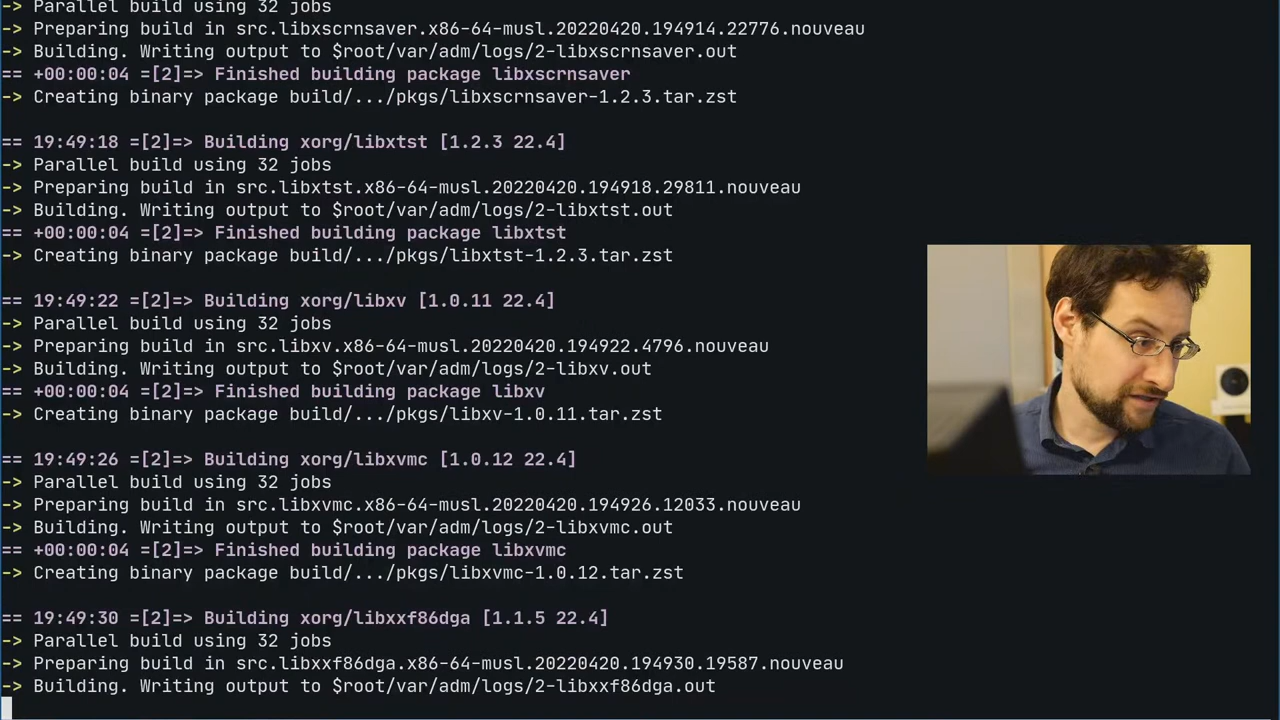 -> Parallel build using 32 jobs
-> Preparing build in src.libxscrnsaver.x86-64-musl.20220420.194914.22776.nouveau
-> Building. Writing output to $root/var/adm/logs/2-libxscrnsaver.out
== +00:00:04 =[2]=> Finished building package libxscrnsaver
-> Creating binary package build/.../pkgs/libxscrnsaver-1.2.3.tar.zst
== 19:49:18 =[2]=> Building xorg/libxtst [1.2.3 22.4]
-> Parallel build using 32 jobs
-> Preparing build in src.libxtst.x86-64-musl.20220420.194918.29811.nouveau
-> Building. Writing output to $root/var/adm/logs/2-libxtst.out
== +00:00:04 =[2]=> Finished building package libxtst
-> Creating binary package build/.../pkgs/libxtst-1.2.3.tar.zst
== 19:49:22 =[2]=> Building xorg/libxv [1.0.11 22.4]
-> Parallel build using 32 jobs
-> Preparing build in src.libxv.x86-64-musl.20220420.194922.4796.nouveau
-> Building. Writing output to $root/var/adm/logs/2-libxv.out
== +00:00:04 =[2]=> Finished building package libxv
-> Creating binary package build/.../pkgs/libxv-1.0.11.tar.zst
== 19:49:26 =[2]=> Building xorg/libxvmc [1.0.12 22.4]
-> Parallel build using 32 jobs
-> Preparing build in src.libxvmc.x86-64-musl.20220420.194926.12033.nouveau
-> Building. Writing output to $root/var/adm/logs/2-libxvmc.out
== +00:00:04 =[2]=> Finished building package libxvmc
-> Creating binary package build/.../pkgs/libxvmc-1.0.12.tar.zst
== 19:49:30 =[2]=> Building xorg/libxxf86dga [1.1.5 22.4]
-> Parallel build using 32 jobs
-> Preparing build in src.libxxf86dga.x86-64-musl.20220420.194930.19587.nouveau
-> Building. Writing output to $root/var/adm/logs/2-libxxf86dga.out